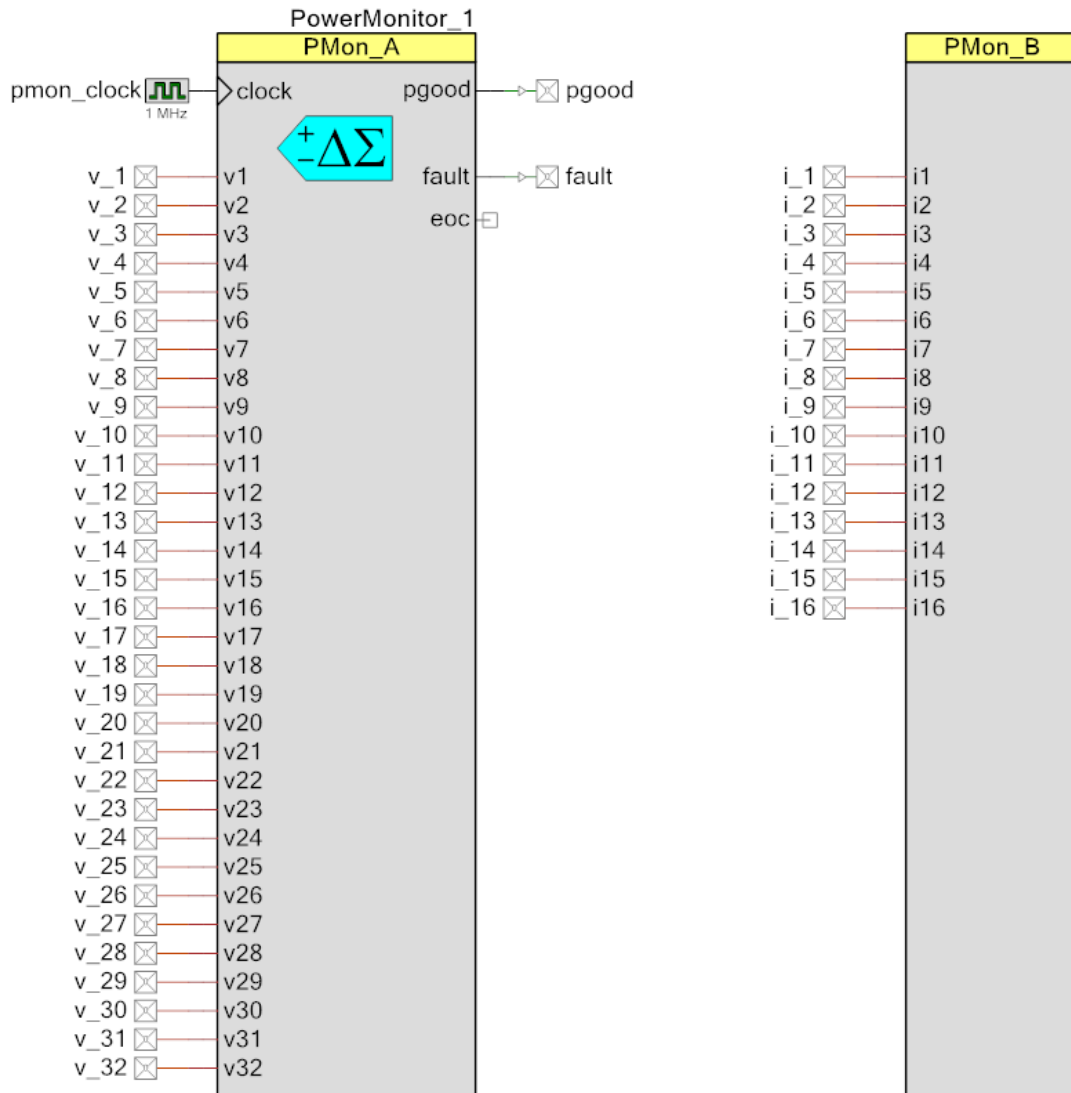 PowerMonitor_1
PMon_A PMon_B
pmon_clock clock pgood pgood
1 MHz
+-ΔΣ
v_1 v1 fault fault i_1 i1
v_2 v2 i_2 i2
eoc
v_3 v3 i_3 i3
v_4 v4 i_4 i4
v_5 v5 i_5 i5
v_6 v6 i_6 i6
v_7 v7 i_7 i7
v_8 v8 i_8 i8
v_9 v9 i_9 i9
v_10 v10 i_10 i10
v_11 v11 i_11 i11
v_12 v12 i_12 i12
v_13 v13 i_13 i13
v_14 v14 i_14 i14
v_15 v15 i_15 i15
v_16 v16 i_16 i16
v_17 v17
v_18 v18
v_19 v19
v_20 v20
v_21 v21
v_22 v22
v_23 v23
v_24 v24
v_25 v25
v_26 v26
v_27 v27
v_28 v28
v_29 v29
v_30 v30
v_31 v31
v_32 v32